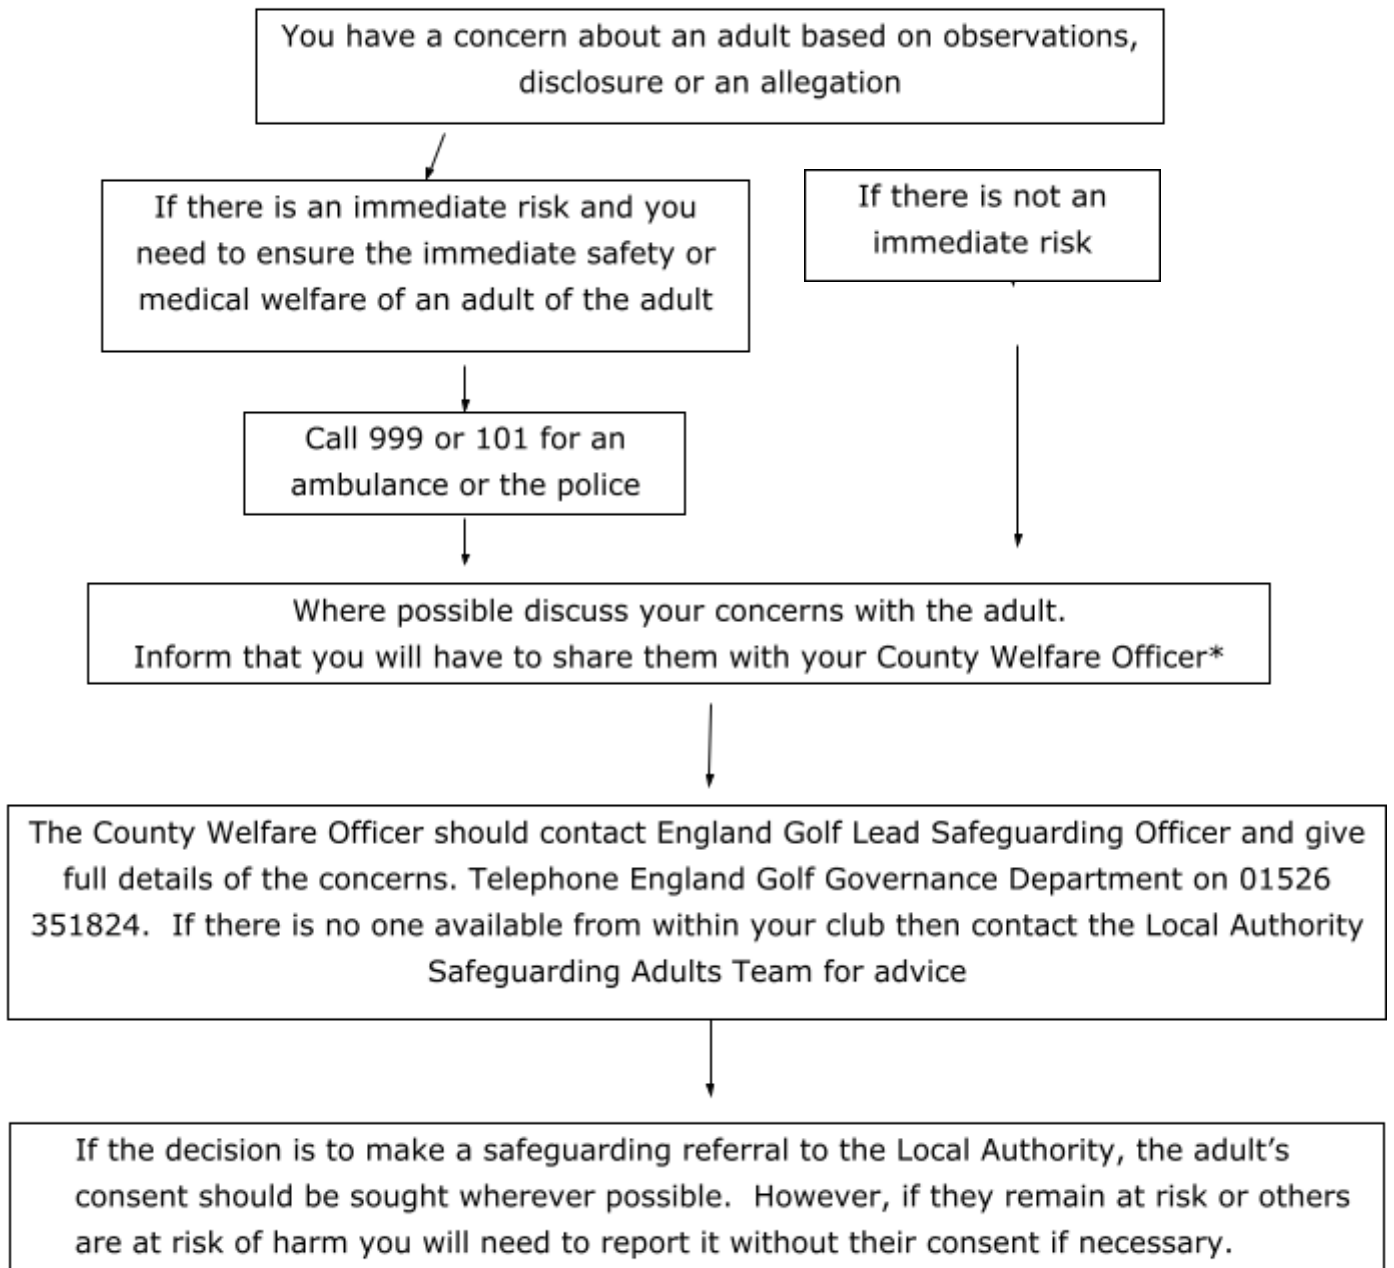 You have a concern about an adult based on observations,
disclosure or an allegation
If there is an immediate risk and you
need to ensure the immediate safety or
medical welfare of an adult of the adult
If there is not an
immediate risk
Call 999 or 101 for an
ambulance or the police
Where possible discuss your concerns with the adult.
Inform that you will have to share them with your County Welfare Officer*
The County Welfare Officer should contact England Golf Lead Safeguarding Officer and give
full details of the concerns. Telephone England Golf Governance Department on 01526
351824.  If there is no one available from within your club then contact the Local Authority
Safeguarding Adults Team for advice
If the decision is to make a safeguarding referral to the Local Authority, the adult’s
consent should be sought wherever possible.  However, if they remain at risk or others
are at risk of harm you will need to report it without their consent if necessary.